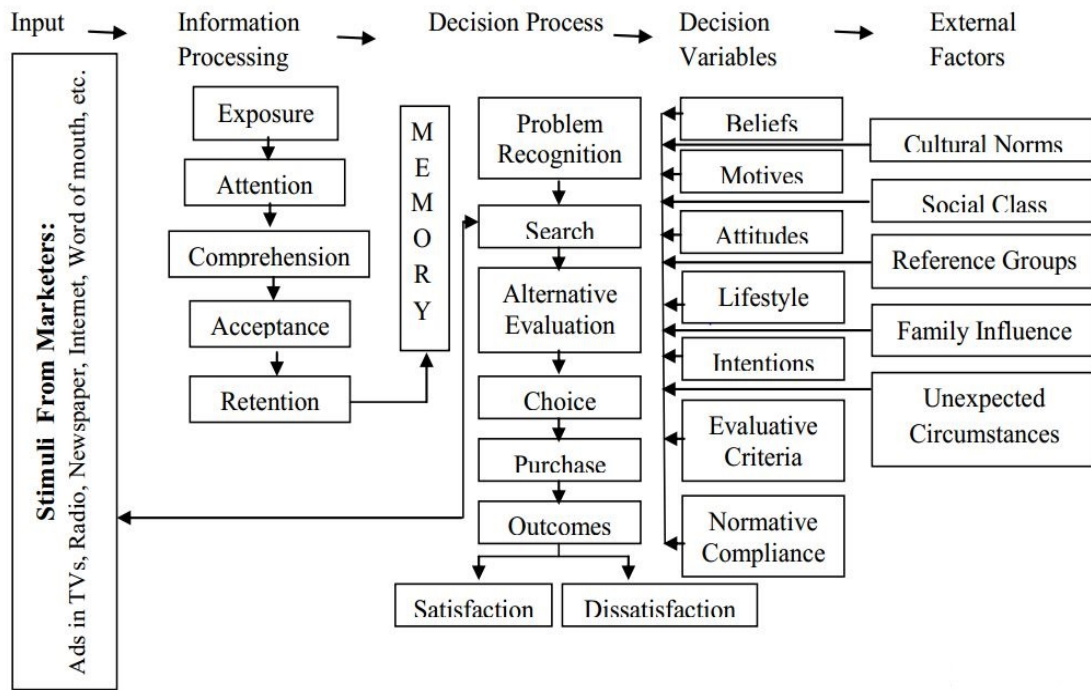 Input
Information
Processing
Decision Process
Decision
Variables
External
Factors
Stimuli From Marketers:
Ads in TVs, Radio, Newspaper, Internet, Word of mouth, etc.
Exposure
Attention
Comprehension
Acceptance
Retention
M
E
M
O
R
Y
Problem
Recognition
Search
Alternative
Evaluation
Choice
Purchase
Outcomes
Satisfaction
Dissatisfaction
Beliefs
Motives
Attitudes
Lifestyle
Intentions
Evaluative
Criteria
Normative
Compliance
Cultural Norms
Social Class
Reference Groups
Family Influence
Unexpected
Circumstances